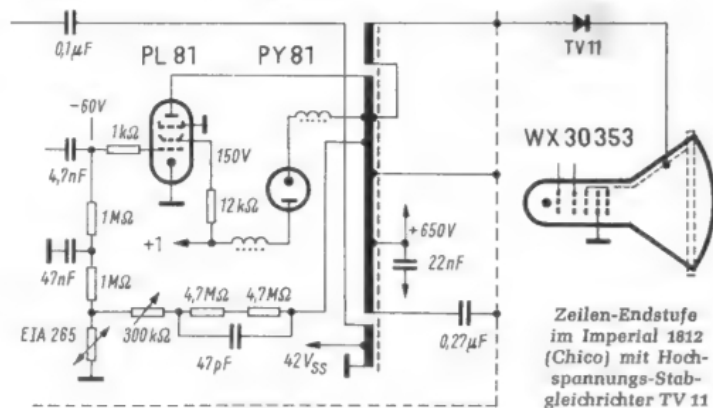 0,1µF
PL 81
PY 81
TV 11
-60V
1kΩ
150V
WX 30353
4,7nF
12kΩ
1MΩ
+1
+650V
22nF
47nF
1MΩ
4,7MΩ 4,7MΩ
EIA 265
300kΩ
47pF
42Vss
0,27µF
Zeilen-Endstufe
im Imperial 1812
(Chico) mit Hoch-
spannungs-Stab-
gleichrichter TV 11